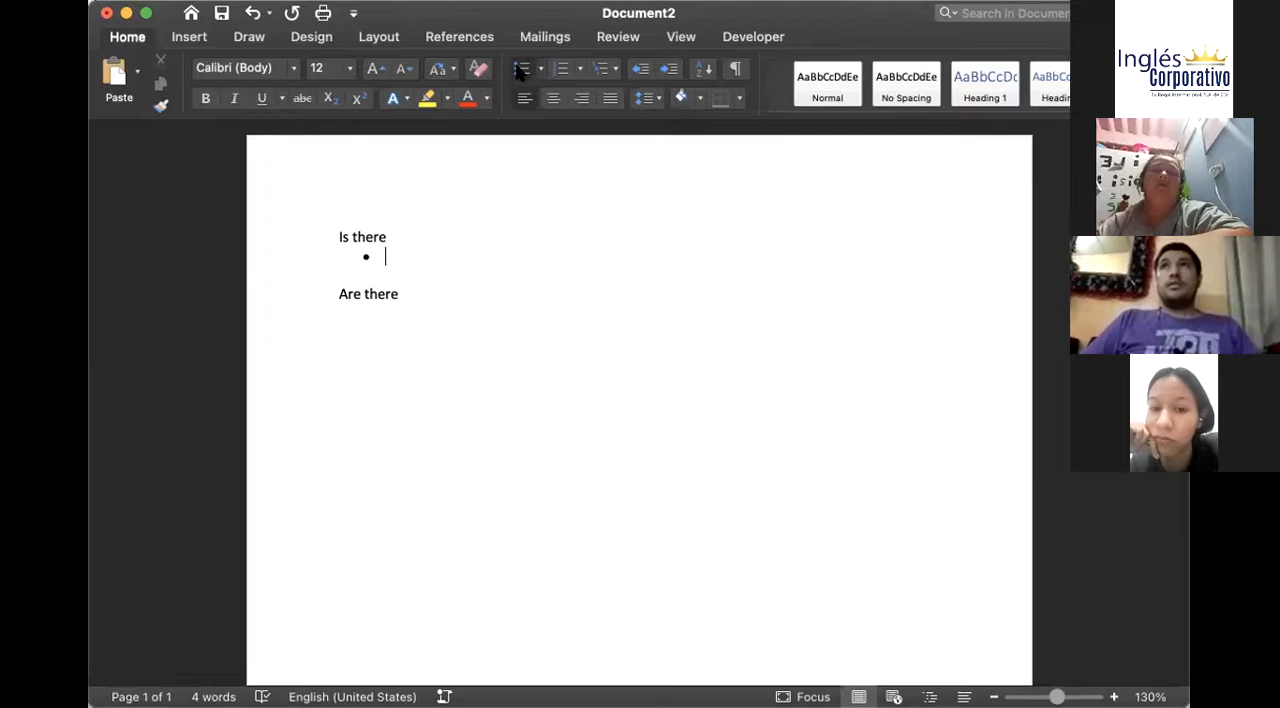 Document2
Search in Documen
Home Insert Draw Design Layout References Mailings Review View Developer
Paste
Calibri (Body) 12
AaBbCcDdEe
Normal
AaBbCcDdEe
No Spacing
AaBbCcDc
Heading 1
AaBbCcDd
Headin
Is there
•
Are there
Page 1 of 1 4 words English (United States) Focus 130%
Inglés
Corporativo